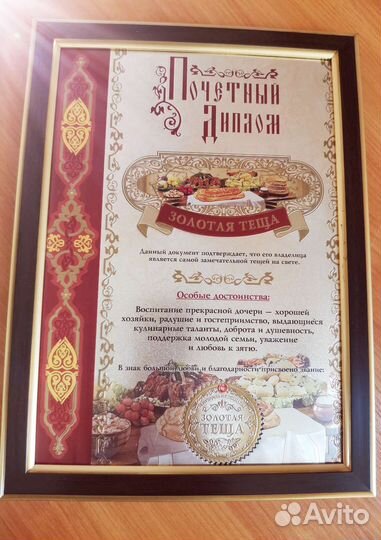 Почетный
Диплом
ЗОЛОТАЯ ТЕЩА
Данный документ подтверждает, что его владелица
является самой замечательной тещей на свете.
Особые достоинства:
Воспитание прекрасной дочери — хорошей
хозяйки, радушие и гостеприимство, выдающиеся
кулинарные таланты, доброта и душевность,
поддержка молодой семьи, уважение
и любовь к зятю.
В знак большой любви и благодарности присвоено звание:
ЗОЛОТАЯ
ТЕЩА
Avito